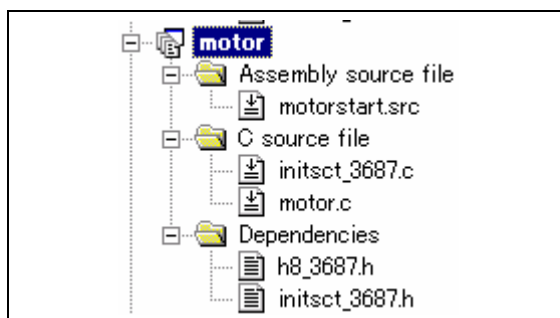 motor
Assembly source file
motorstart.src
C source file
initsct_3687.c
motor.c
Dependencies
h8_3687.h
initsct_3687.h